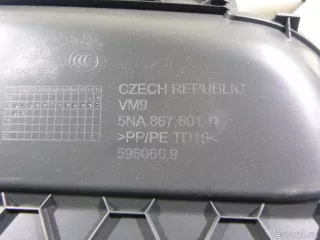 CZECH REPUBLIC
VM9
5NA.867.601
>PP/PE TD10<
596060,9